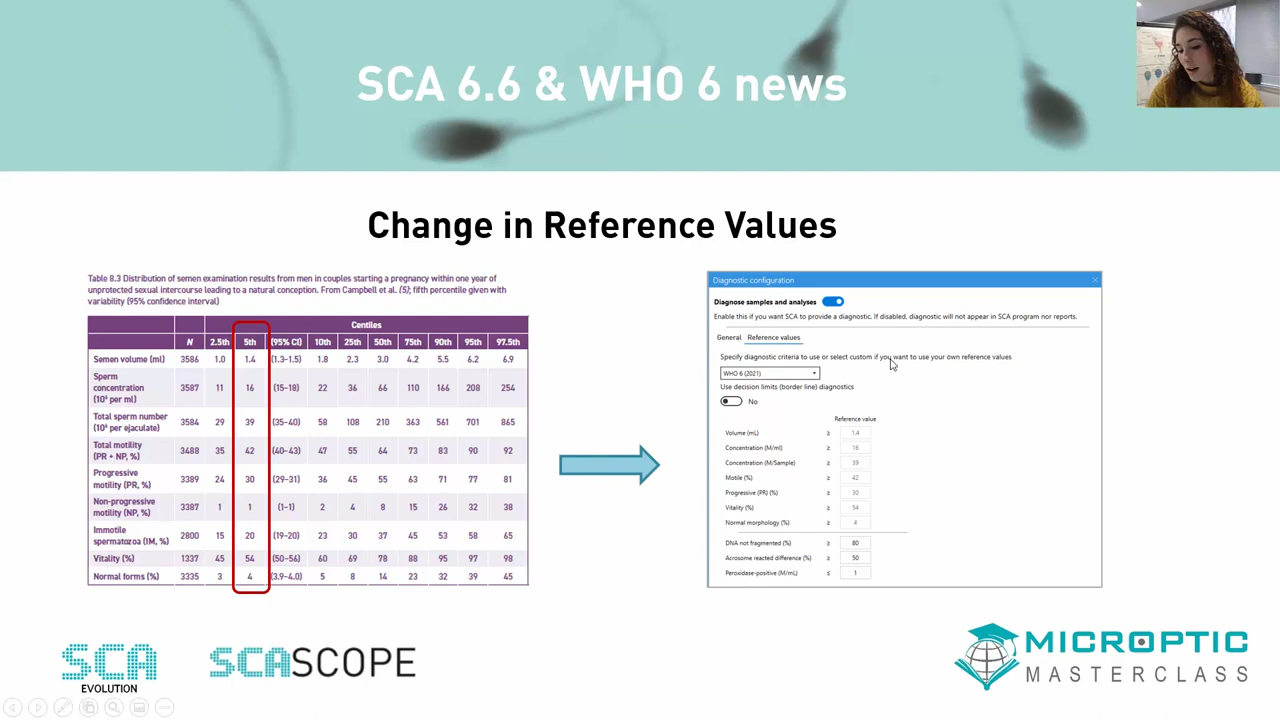 SCA 6.6 & WHO 6 news
Change in Reference Values
Table 8.3 Distribution of semen examination results from men in couples starting a pregnancy within one year of
unprotected sexual intercourse leading to a natural conception. From Campbell et al. (5); fifth percentile given with
variability (95% confidence interval)
Centiles
N 2.5th 5th (95% CI) 10th 25th 50th 75th 90th 95th 97.5th
Semen volume (ml) 3586 1.0 1.4 (1.3–1.5) 1.8 2.3 3.0 4.2 5.5 6.2 6.9
Sperm
concentration
(10⁶ per ml) 3587 11 16 (15–18) 22 36 66 110 166 208 254
Total sperm number
(10⁶ per ejaculate) 3584 29 39 (35–40) 58 108 210 363 561 701 865
Total motility
(PR + NP, %) 3488 35 42 (40–43) 47 55 64 73 83 90 92
Progressive
motility (PR, %) 3389 24 30 (29–31) 36 45 55 63 71 77 81
Non-progressive
motility (NP, %) 3387 1 1 (1–1) 2 4 8 15 26 32 38
Immotile
spermatozoa (IM, %) 2800 15 20 (19–20) 23 30 37 45 53 58 65
Vitality (%) 1337 45 54 (50–56) 60 69 78 88 95 97 98
Normal forms (%) 3335 3 4 (3.9–4.0) 5 8 14 23 32 39 45
Diagnostic configuration
Diagnose samples and analyses
Enable this if you want SCA to provide a diagnostic. If disabled, diagnostic will not appear in SCA program nor reports.
General Reference values
Specify diagnostic criteria to use or select custom if you want to use your own reference values
WHO 6 (2021)
Use decision limits (border line) diagnostics
No
Reference value
Volume (mL) ≥ 1.4
Concentration (M/ml) ≥ 16
Concentration (M/Sample) ≥ 39
Motile (%) ≥ 42
Progressive (PR) (%) ≥ 30
Vitality (%) ≥ 54
Normal morphology (%) ≥ 4
DNA not fragmented (%) ≥ 80
Acrosome reacted difference (%) ≥ 50
Peroxidase-positive (M/mL) ≤ 1
SCA
EVOLUTION
SCASCOPE
MICROPTIC
MASTERCLASS